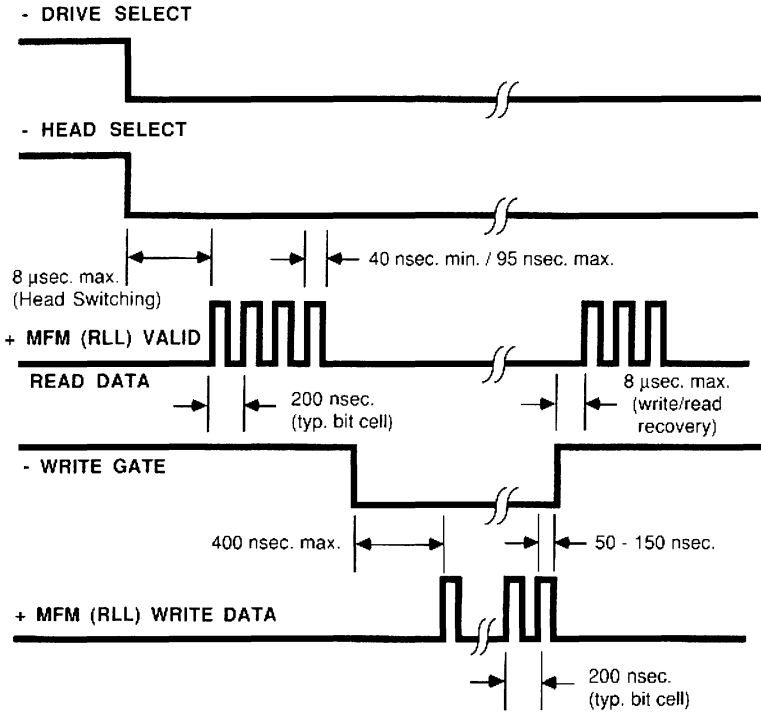 - DRIVE SELECT
- HEAD SELECT
8 µsec. max.
(Head Switching)
40 nsec. min. / 95 nsec. max.
+ MFM (RLL) VALID
READ DATA
200 nsec.
(typ. bit cell)
8 µsec. max.
(write/read
recovery)
- WRITE GATE
400 nsec. max.
50 - 150 nsec.
+ MFM (RLL) WRITE DATA
200 nsec.
(typ. bit cell)